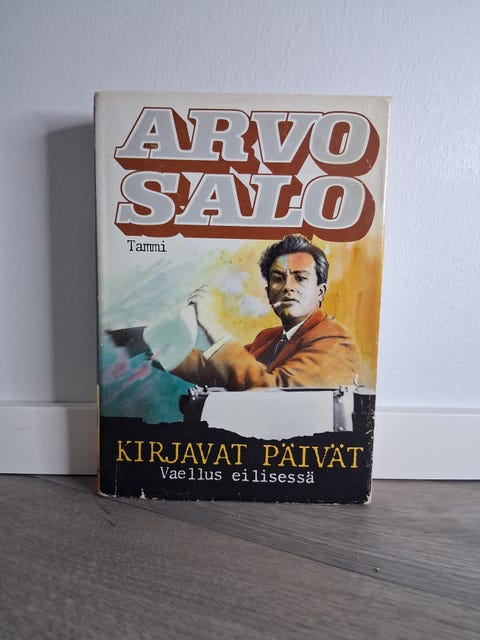 ARVO
SALO
Tammi
KIRJAVAT PÄIVÄT
Vaellus eilisessä